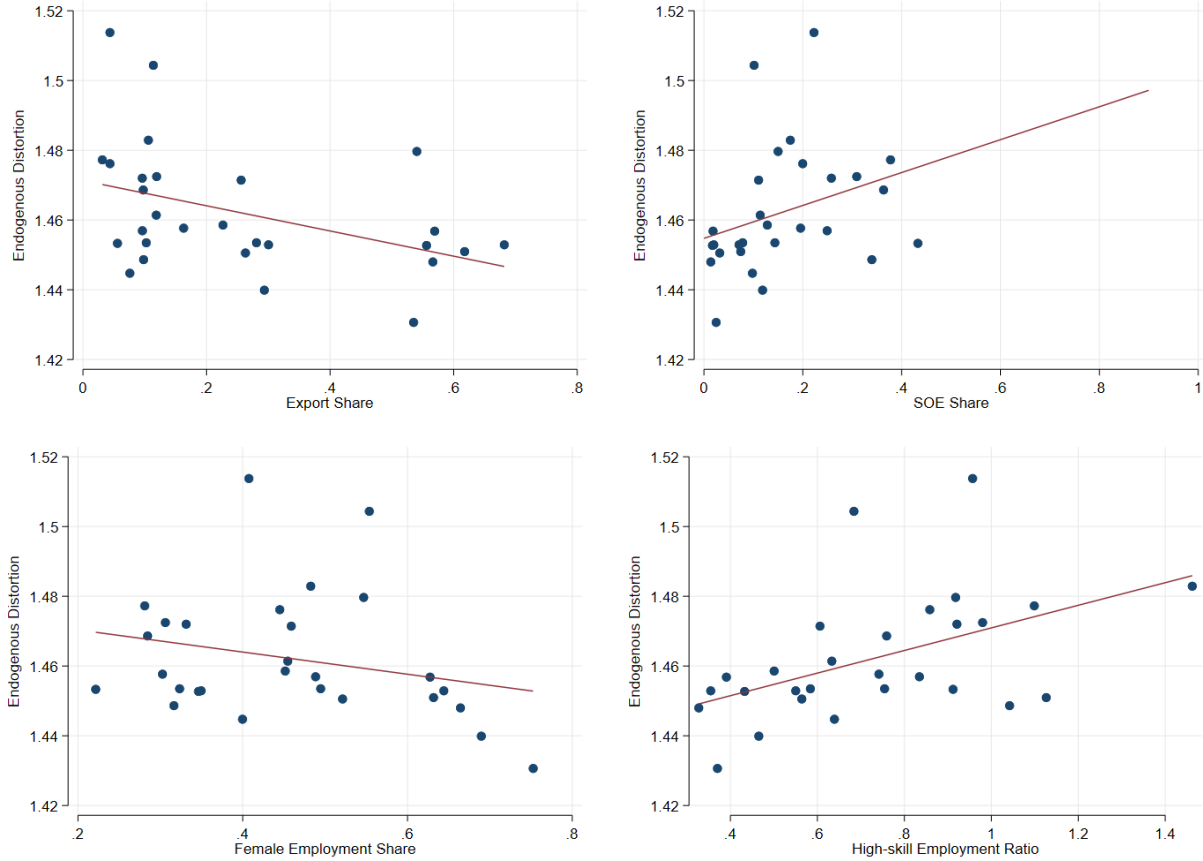 1.52
1.5
1.48
1.46
1.44
1.42
Endogenous Distortion
0 .2 .4 .6 .8
Export Share
1.52
1.5
1.48
1.46
1.44
1.42
Endogenous Distortion
0 .2 .4 .6 .8 1
SOE Share
1.52
1.5
1.48
1.46
1.44
1.42
Endogenous Distortion
.2 .4 .6 .8
Female Employment Share
1.52
1.5
1.48
1.46
1.44
1.42
Endogenous Distortion
.4 .6 .8 1 1.2 1.4
High-skill Employment Ratio